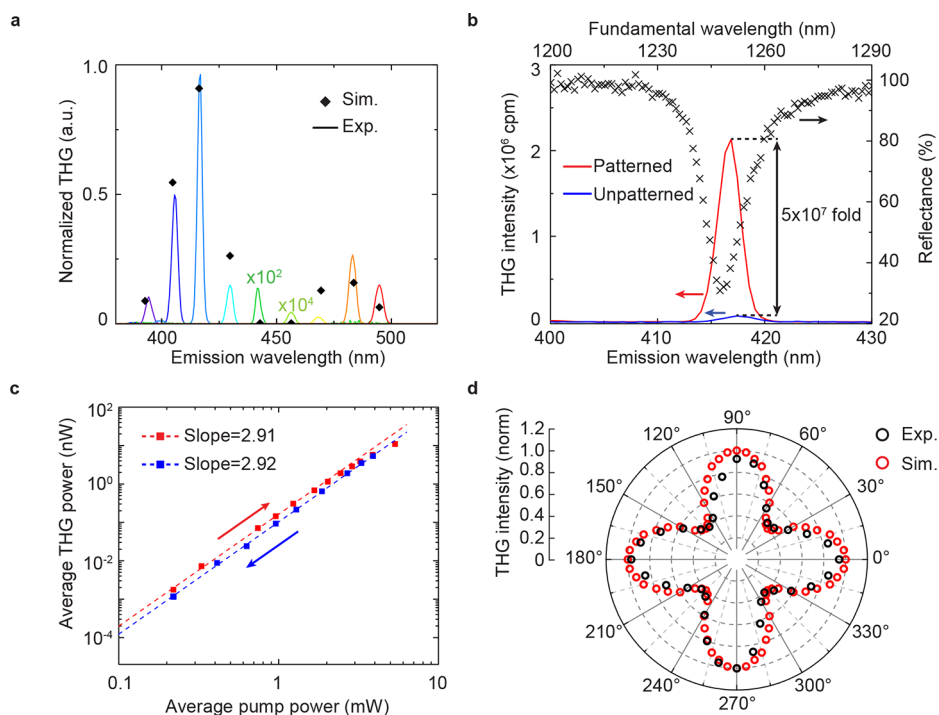 a
Normalized THG (a.u.)
1.0
0.5
0
400
450
500
Emission wavelength (nm)
Sim.
Exp.
x10²
x10⁴
b
Fundamental wavelength (nm)
1200
1230
1260
1290
THG intensity (x10⁶ cpm)
3
2
1
0
Patterned
Unpatterned
5x10⁷ fold
100
80
60
40
20
Reflectance (%)
400
410
420
430
Emission wavelength (nm)
c
Average THG power (nW)
10²
10⁰
10⁻²
10⁻⁴
Slope=2.91
Slope=2.92
0.1
1
10
Average pump power (mW)
d
THG intensity (norm)
1.2
1.0
0.8
0.6
0.4
0.2
0
90°
120°
60°
150°
30°
180°
0°
210°
330°
240°
300°
270°
Exp.
Sim.